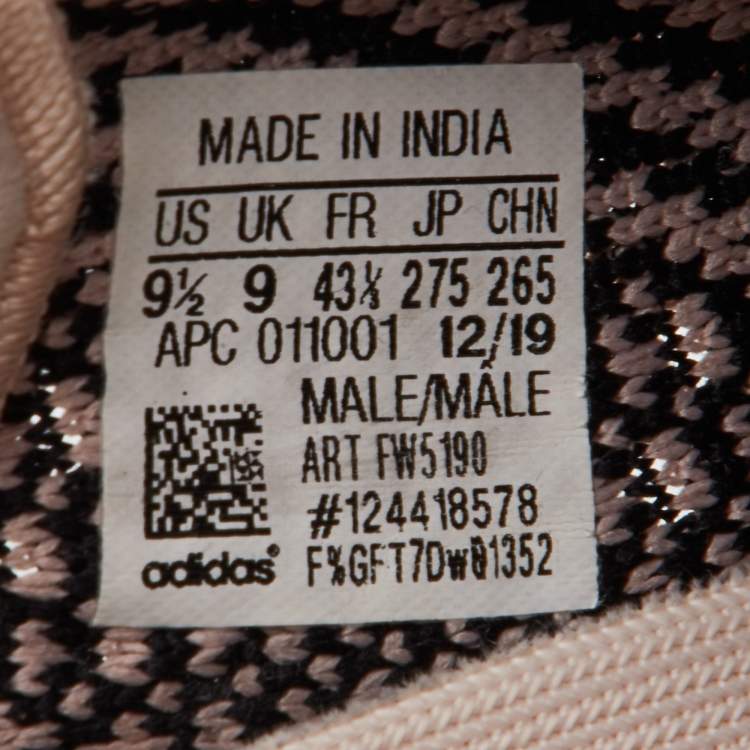 MADE IN INDIA
US UK FR JP CHN
9½ 9 43⅓ 275 265
APC 011001 12/19
MALE/MÂLE
ART FW5190
#124418578
adidas®